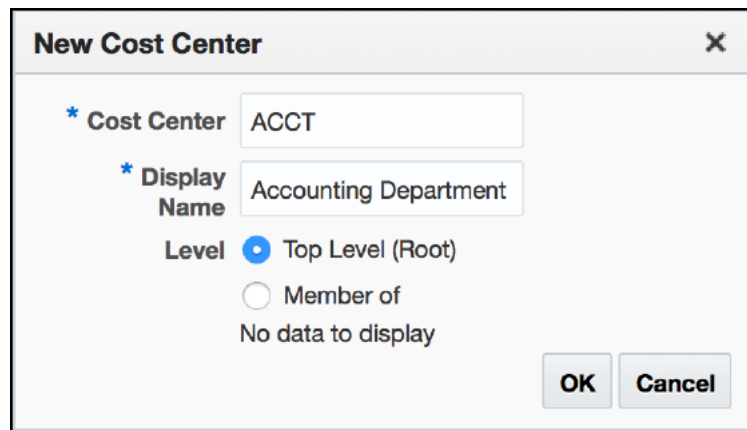 New Cost Center
* Cost Center ACCT
* Display Name Accounting Department
Level Top Level (Root)
Member of
No data to display
OK Cancel